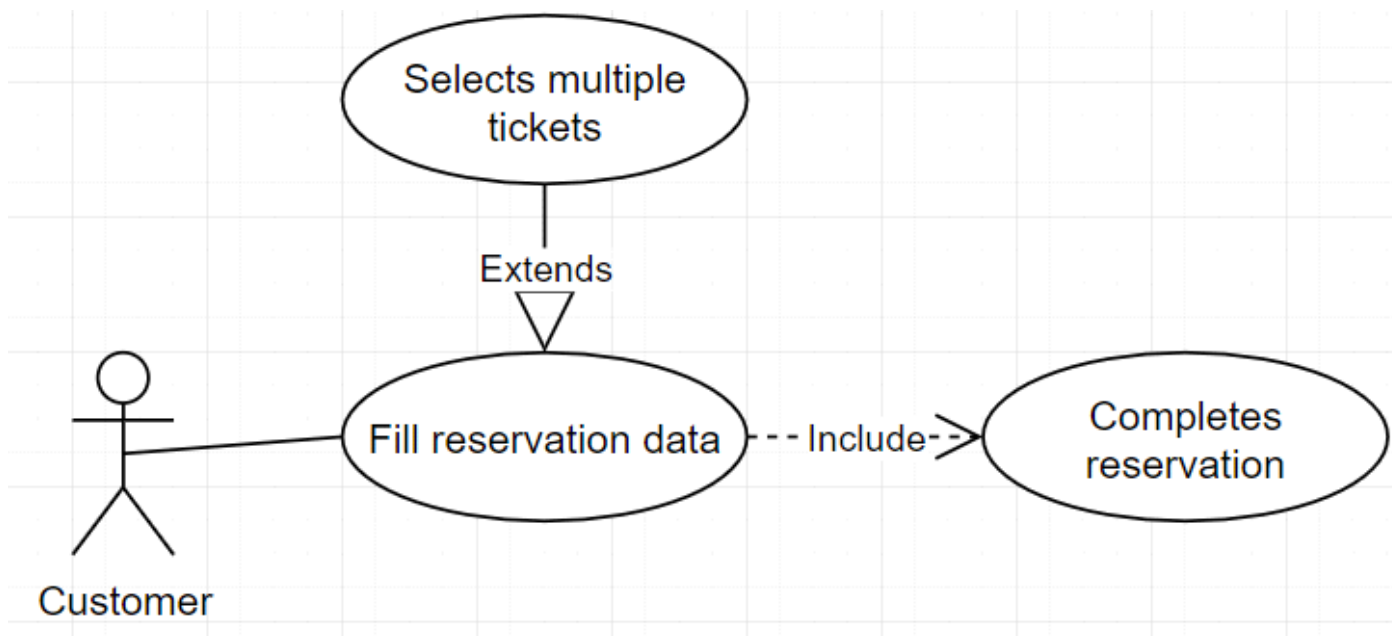 Selects multiple
tickets
Extends
Fill reservation data
Include
Completes
reservation
Customer